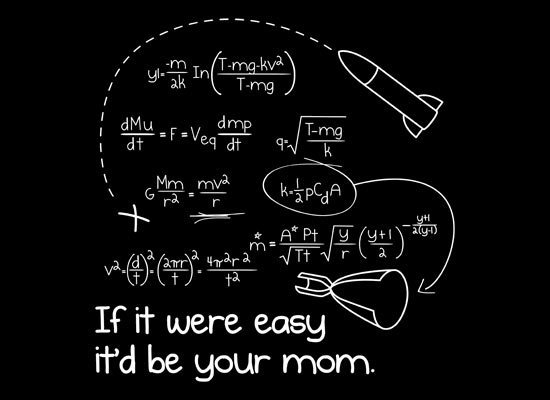 y1=-m/2k ln(T-mg-kv²/T-mg)
dMu/dt = F = Veq dmp/dt
q=√T-mg/k
G Mm/r² = mv²/r
k=½pCdA
v²=(d/t)²=(2πr/t)²=4π²r²/t²
m* = A* Pt/√Tt √y/r (y+1/2)^-y+1/2(y-1)
If it were easy
it'd be your mom.